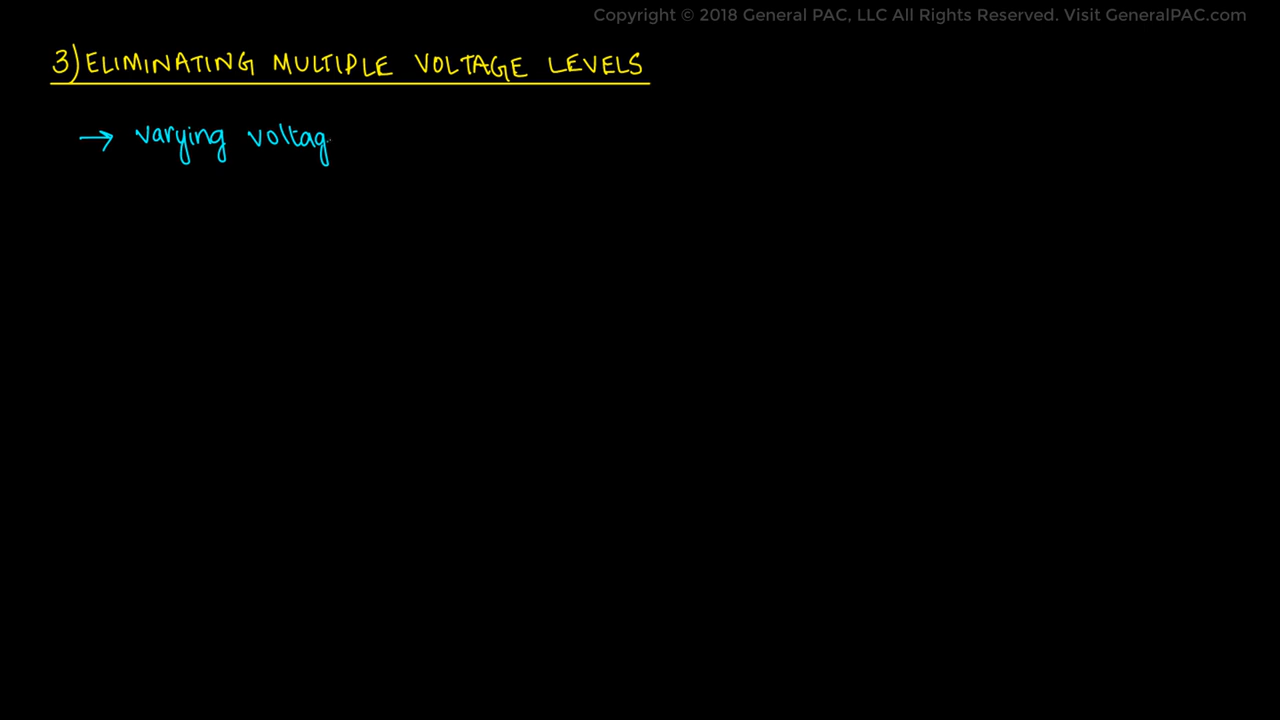 Copyright © 2018 General PAC, LLC All Rights Reserved. Visit GeneralPAC.com
3) ELIMINATING MULTIPLE VOLTAGE LEVELS
→ varying voltag